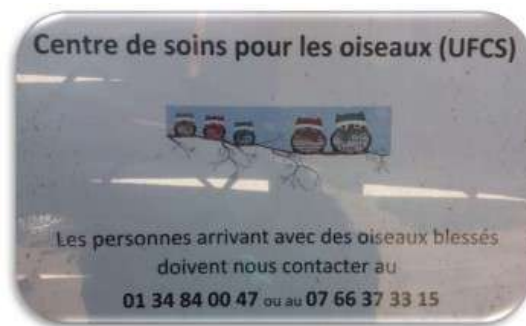 Centre de soins pour les oiseaux (UFCS)
Les personnes arrivant avec des oiseaux blessés
doivent nous contacter au
01 34 84 00 47 ou au 07 66 37 33 15